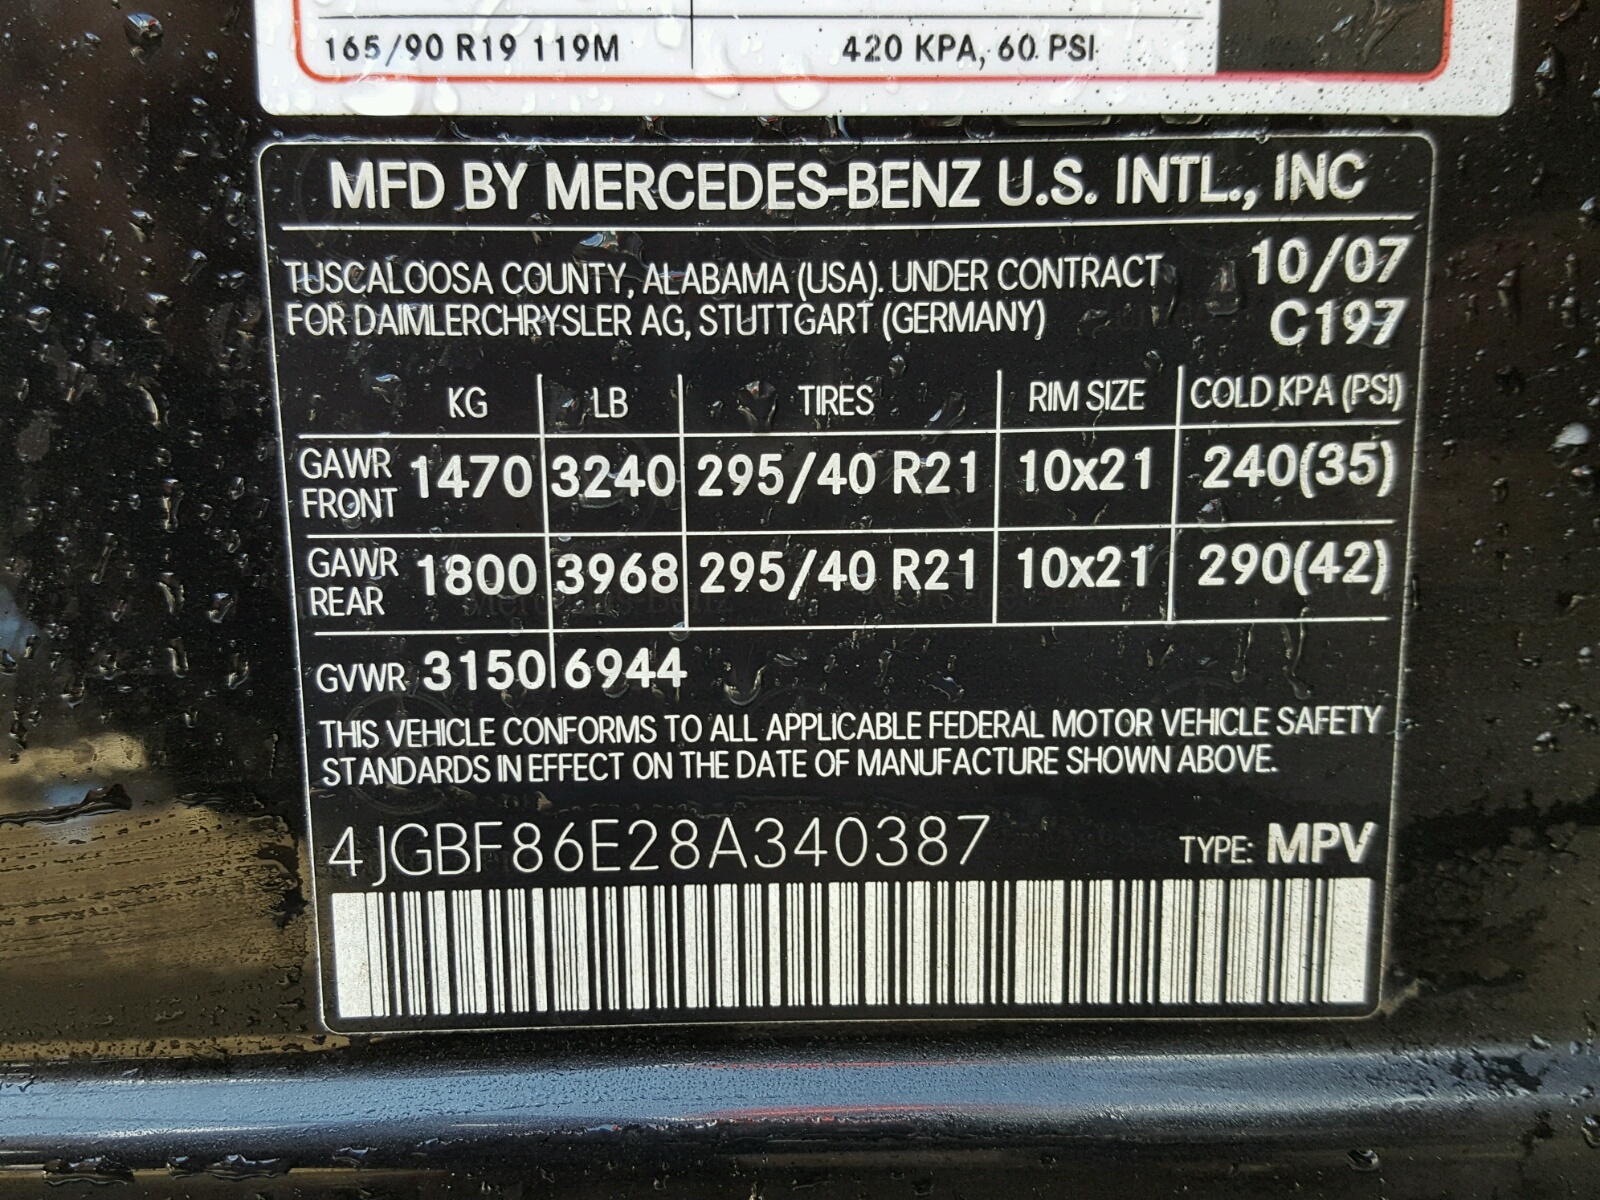 165/90 R19 119M 420 KPA, 60 PSI
MFD BY MERCEDES-BENZ U.S. INTL., INC
TUSCALOOSA COUNTY, ALABAMA (USA). UNDER CONTRACT 10/07
FOR DAIMLERCHRYSLER AG, STUTTGART (GERMANY) C197
KG LB TIRES RIM SIZE COLD KPA (PSI)
GAWR FRONT 1470 3240 295/40 R21 10x21 240(35)
GAWR REAR 1800 3968 295/40 R21 10x21 290(42)
GVWR 3150 6944
THIS VEHICLE CONFORMS TO ALL APPLICABLE FEDERAL MOTOR VEHICLE SAFETY
STANDARDS IN EFFECT ON THE DATE OF MANUFACTURE SHOWN ABOVE.
4JGBF86E28A340387 TYPE: MPV